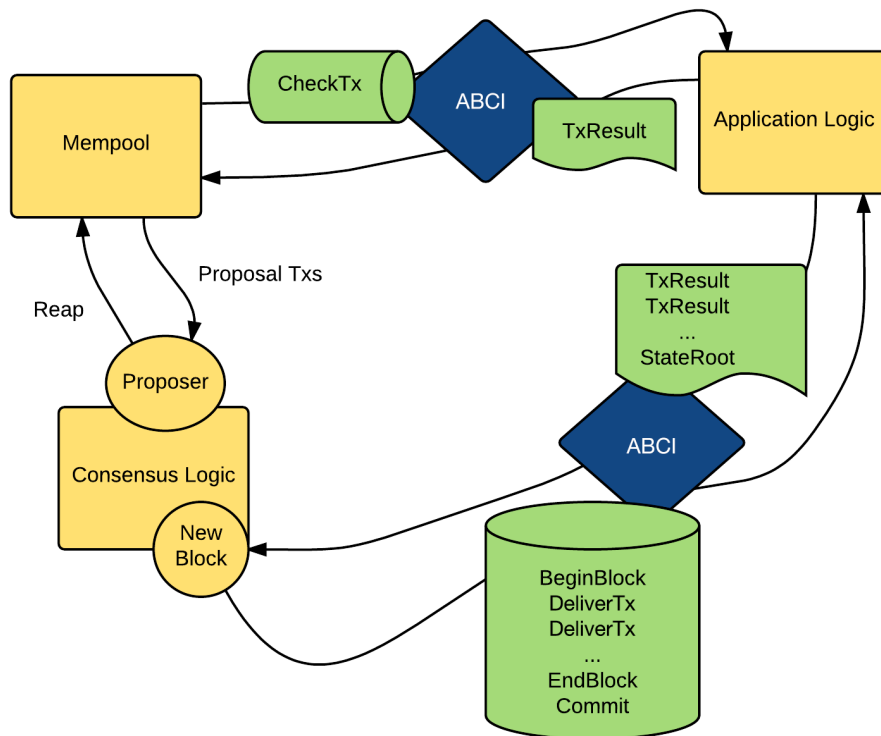 CheckTx
ABCI
Mempool
TxResult
Application Logic
Proposal Txs
Reap
TxResult
TxResult
...
StateRoot
Proposer
ABCI
Consensus Logic
New
Block
BeginBlock
DeliverTx
DeliverTx
...
EndBlock
Commit